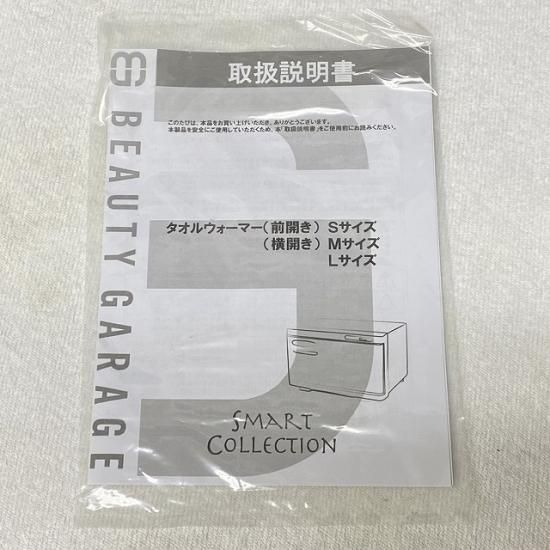 取扱説明書
このたびは、本品をお買い上げいただき、ありがとうございます。
本製品を安全にご使用していただくため、本「取扱説明書」をご使用前にお読みください。
タオルウォーマー(前開き) Sサイズ
(横開き) Mサイズ
Lサイズ
SMART
COLLECTION
BEAUTY GARAGE